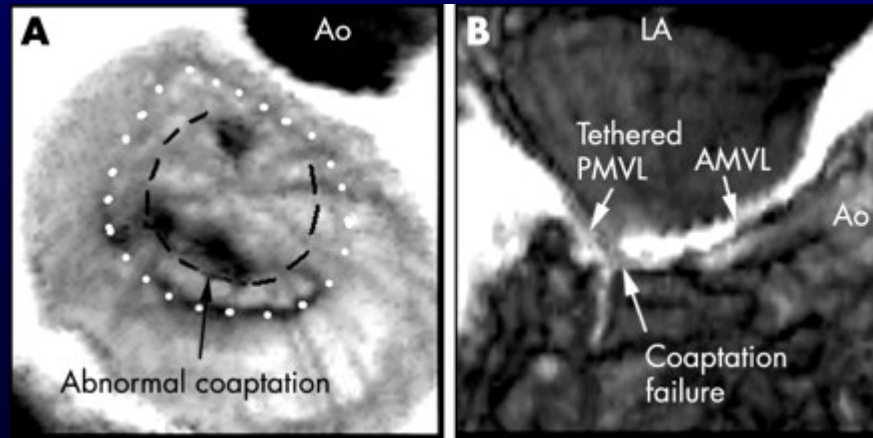 A
Ao
Abnormal coaptation
B
LA
Tethered
PMVL
AMVL
Ao
Coaptation
failure